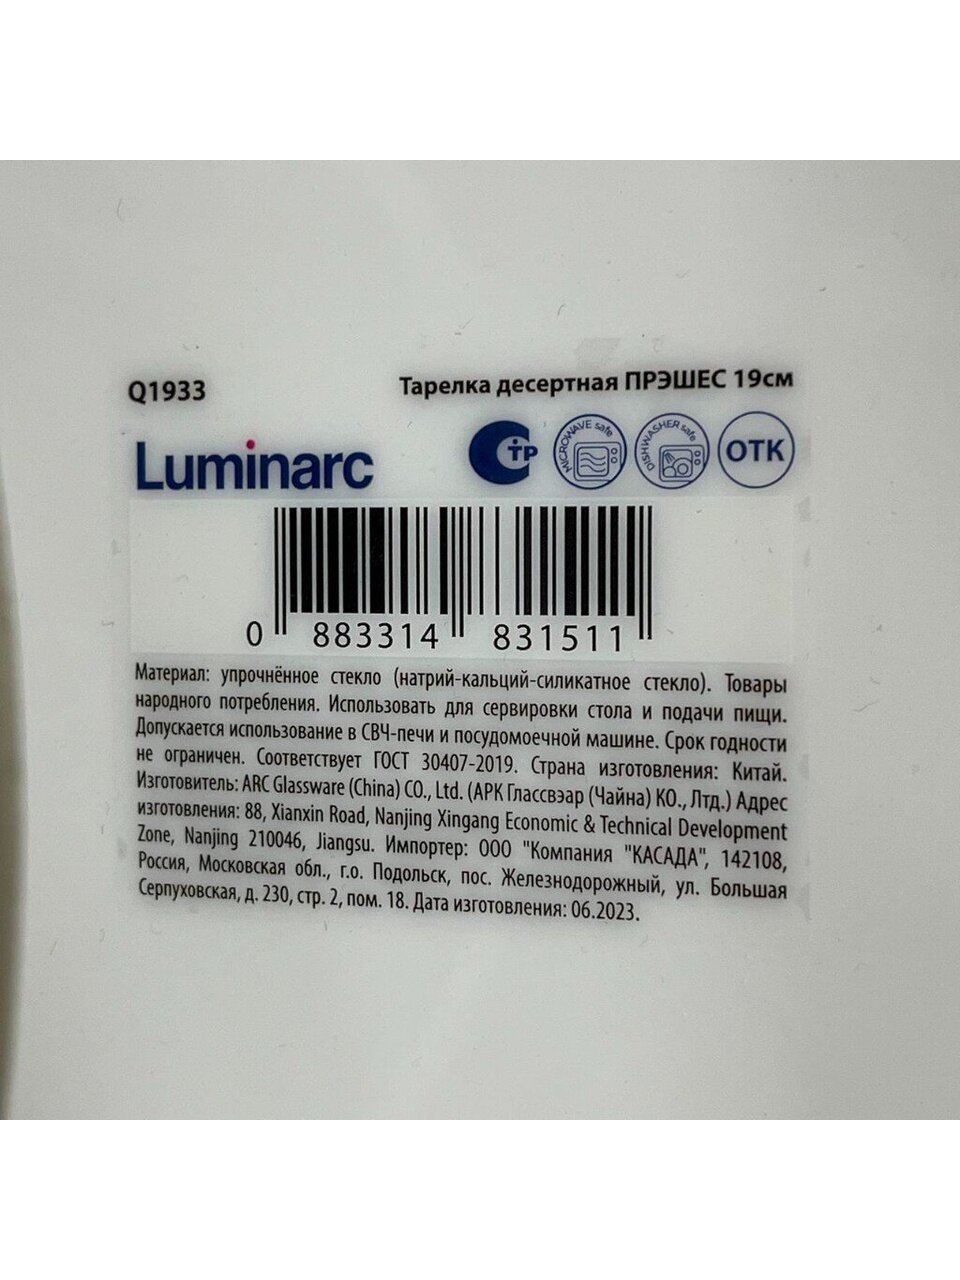 Q1933
Тарелка десертная ПРЭШЕС 19см
Luminarc
ТР
MICROWAVE safe
DISHWASHER safe
ОТК
0 883314 831511
Материал: упрочнённое стекло (натрий-кальций-силикатное стекло). Товары
народного потребления. Использовать для сервировки стола и подачи пищи.
Допускается использование в СВЧ-печи и посудомоечной машине. Срок годности
не ограничен. Соответствует ГОСТ 30407-2019. Страна изготовления: Китай.
Изготовитель: ARC Glassware (China) CO., Ltd. (АРК Глассвэар (Чайна) КО., Лтд.) Адрес
изготовления: 88, Xianxin Road, Nanjing Xingang Economic & Technical Development
Zone, Nanjing 210046, Jiangsu. Импортер: ООО "Компания "КАСАДА", 142108,
Россия, Московская обл., г.о. Подольск, пос. Железнодорожный, ул. Большая
Серпуховская, д. 230, стр. 2, пом. 18. Дата изготовления: 06.2023.